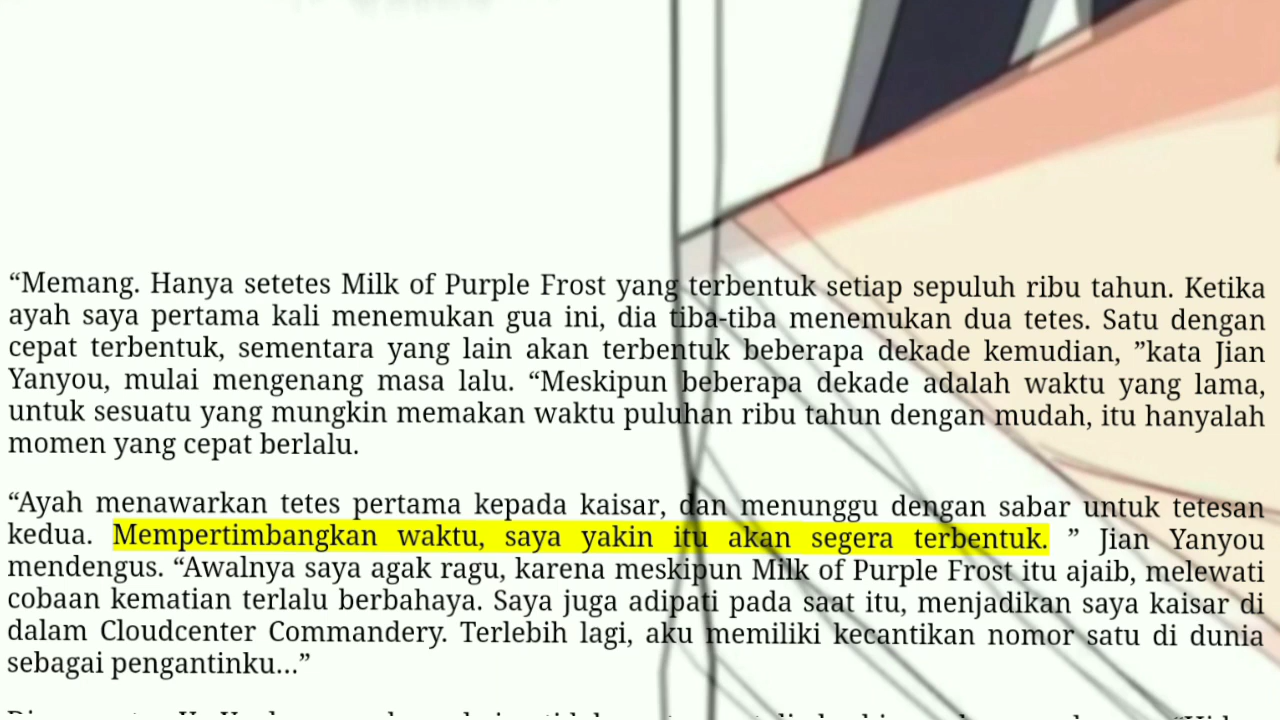 “Memang. Hanya setetes Milk of Purple Frost yang terbentuk setiap sepuluh ribu tahun. Ketika
ayah saya pertama kali menemukan gua ini, dia tiba-tiba menemukan dua tetes. Satu dengan
cepat terbentuk, sementara yang lain akan terbentuk beberapa dekade kemudian, ”kata Jian
Yanyou, mulai mengenang masa lalu. “Meskipun beberapa dekade adalah waktu yang lama,
untuk sesuatu yang mungkin memakan waktu puluhan ribu tahun dengan mudah, itu hanyalah
momen yang cepat berlalu.
“Ayah menawarkan tetes pertama kepada kaisar, dan menunggu dengan sabar untuk tetesan
kedua. Mempertimbangkan waktu, saya yakin itu akan segera terbentuk. ” Jian Yanyou
mendengus. “Awalnya saya agak ragu, karena meskipun Milk of Purple Frost itu ajaib, melewati
cobaan kematian terlalu berbahaya. Saya juga adipati pada saat itu, menjadikan saya kaisar di
dalam Cloudcenter Commandery. Terlebih lagi, aku memiliki kecantikan nomor satu di dunia
sebagai pengantinku…”